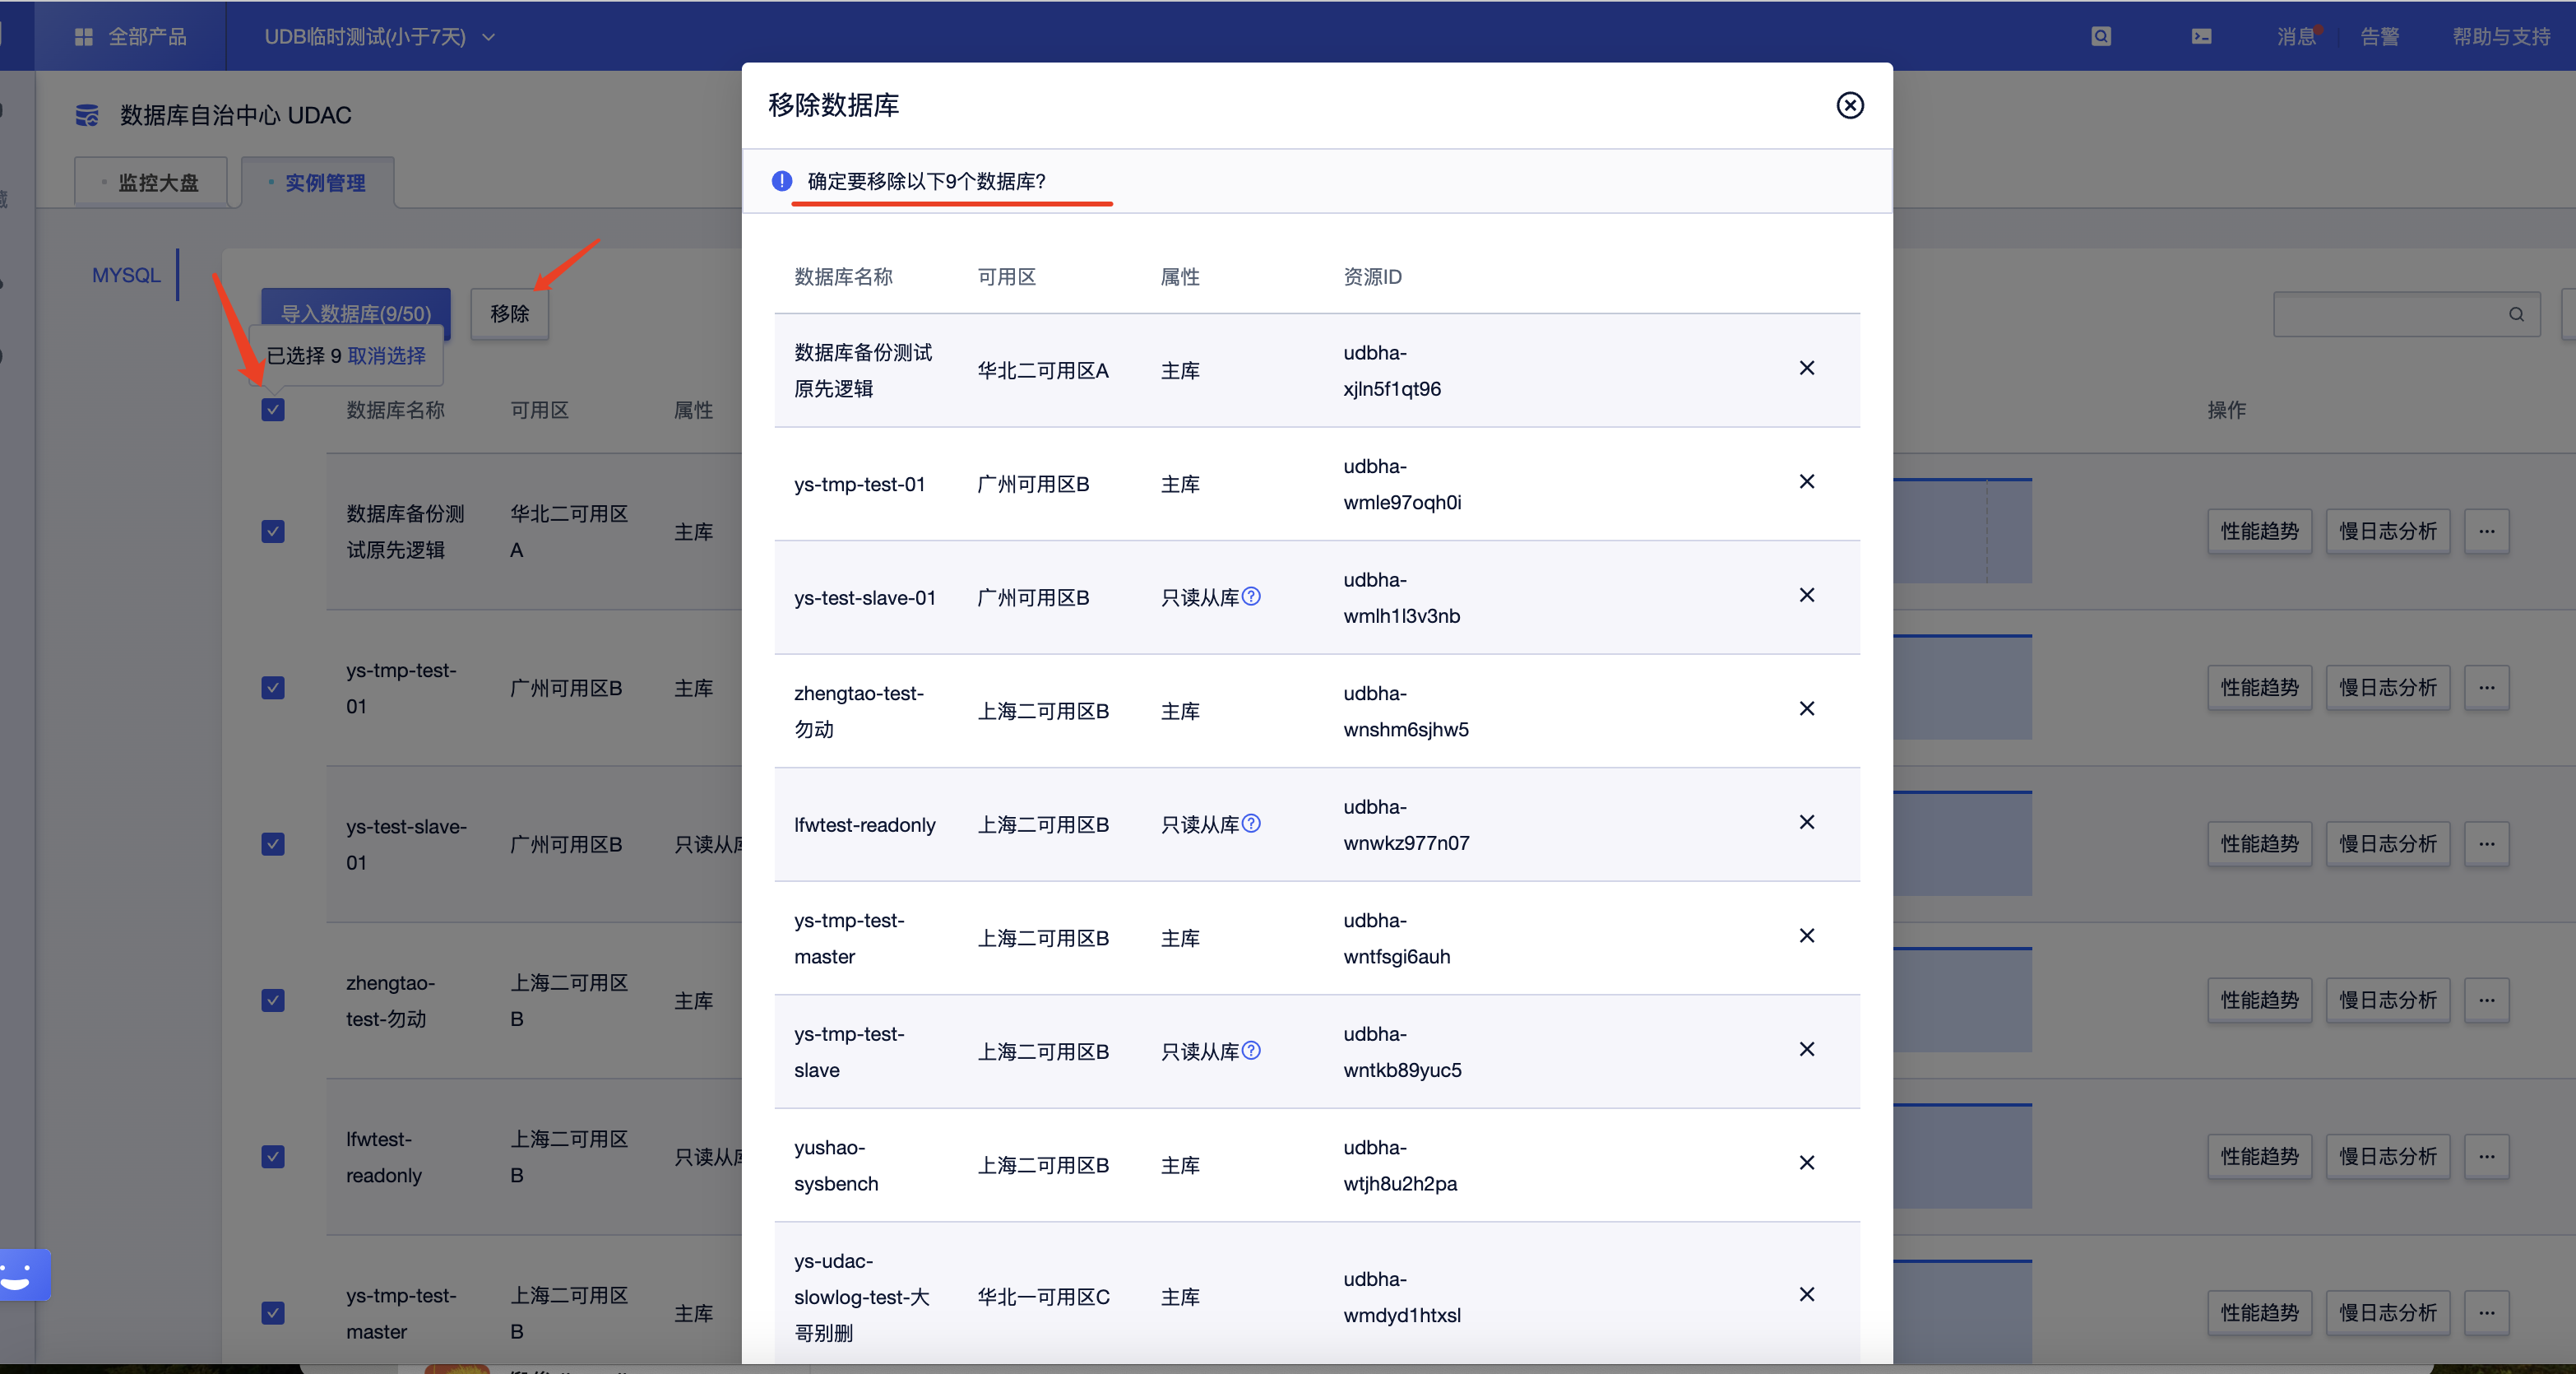 全部产品
UDB临时测试(小于7天)
消息
告警
帮助与支持
数据库自治中心 UDAC
监控大盘
实例管理
MYSQL
导入数据库(9/50)
移除
已选择 9 取消选择
数据库名称
可用区
属性
操作
数据库备份测
试原先逻辑
华北二可用区
A
主库
性能趋势
慢日志分析
...
ys-tmp-test-
01
广州可用区B
主库
性能趋势
慢日志分析
...
ys-test-slave-
01
广州可用区B
只读从库
性能趋势
慢日志分析
...
zhengtao-
test-勿动
上海二可用区
B
主库
性能趋势
慢日志分析
...
lfwtest-
readonly
上海二可用区
B
只读从库
性能趋势
慢日志分析
...
ys-tmp-test-
master
上海二可用区
B
主库
性能趋势
慢日志分析
...
移除数据库
确定要移除以下9个数据库?
数据库名称
可用区
属性
资源ID
数据库备份测试
原先逻辑
华北二可用区A
主库
udbha-
xjln5f1qt96
ys-tmp-test-01
广州可用区B
主库
udbha-
wmle97oqh0i
ys-test-slave-01
广州可用区B
只读从库
udbha-
wmlh1l3v3nb
zhengtao-test-
勿动
上海二可用区B
主库
udbha-
wnshm6sjhw5
lfwtest-readonly
上海二可用区B
只读从库
udbha-
wnwkz977n07
ys-tmp-test-
master
上海二可用区B
主库
udbha-
wntfsgi6auh
ys-tmp-test-
slave
上海二可用区B
只读从库
udbha-
wntkb89yuc5
yushao-
sysbench
上海二可用区B
主库
udbha-
wtjh8u2h2pa
ys-udac-
slowlog-test-大
哥别删
华北一可用区C
主库
udbha-
wmdyd1htxsl